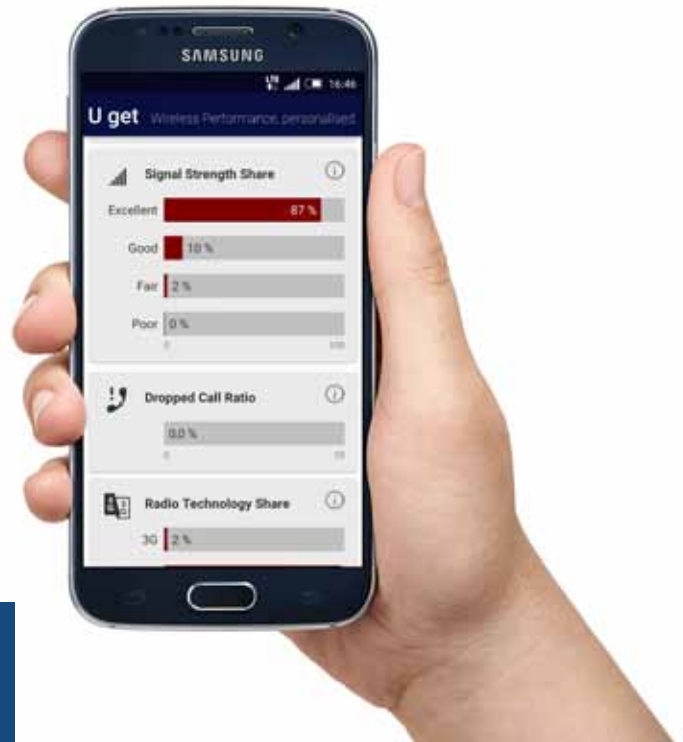 SAMSUNG
LTE 16:46
U get Wireless Performance, personalised
Signal Strength Share
Excellent 87 %
Good 10 %
Fair 2 %
Poor 0 %
0 100
Dropped Call Ratio
0,0 %
0
Radio Technology Share
3G 2 %